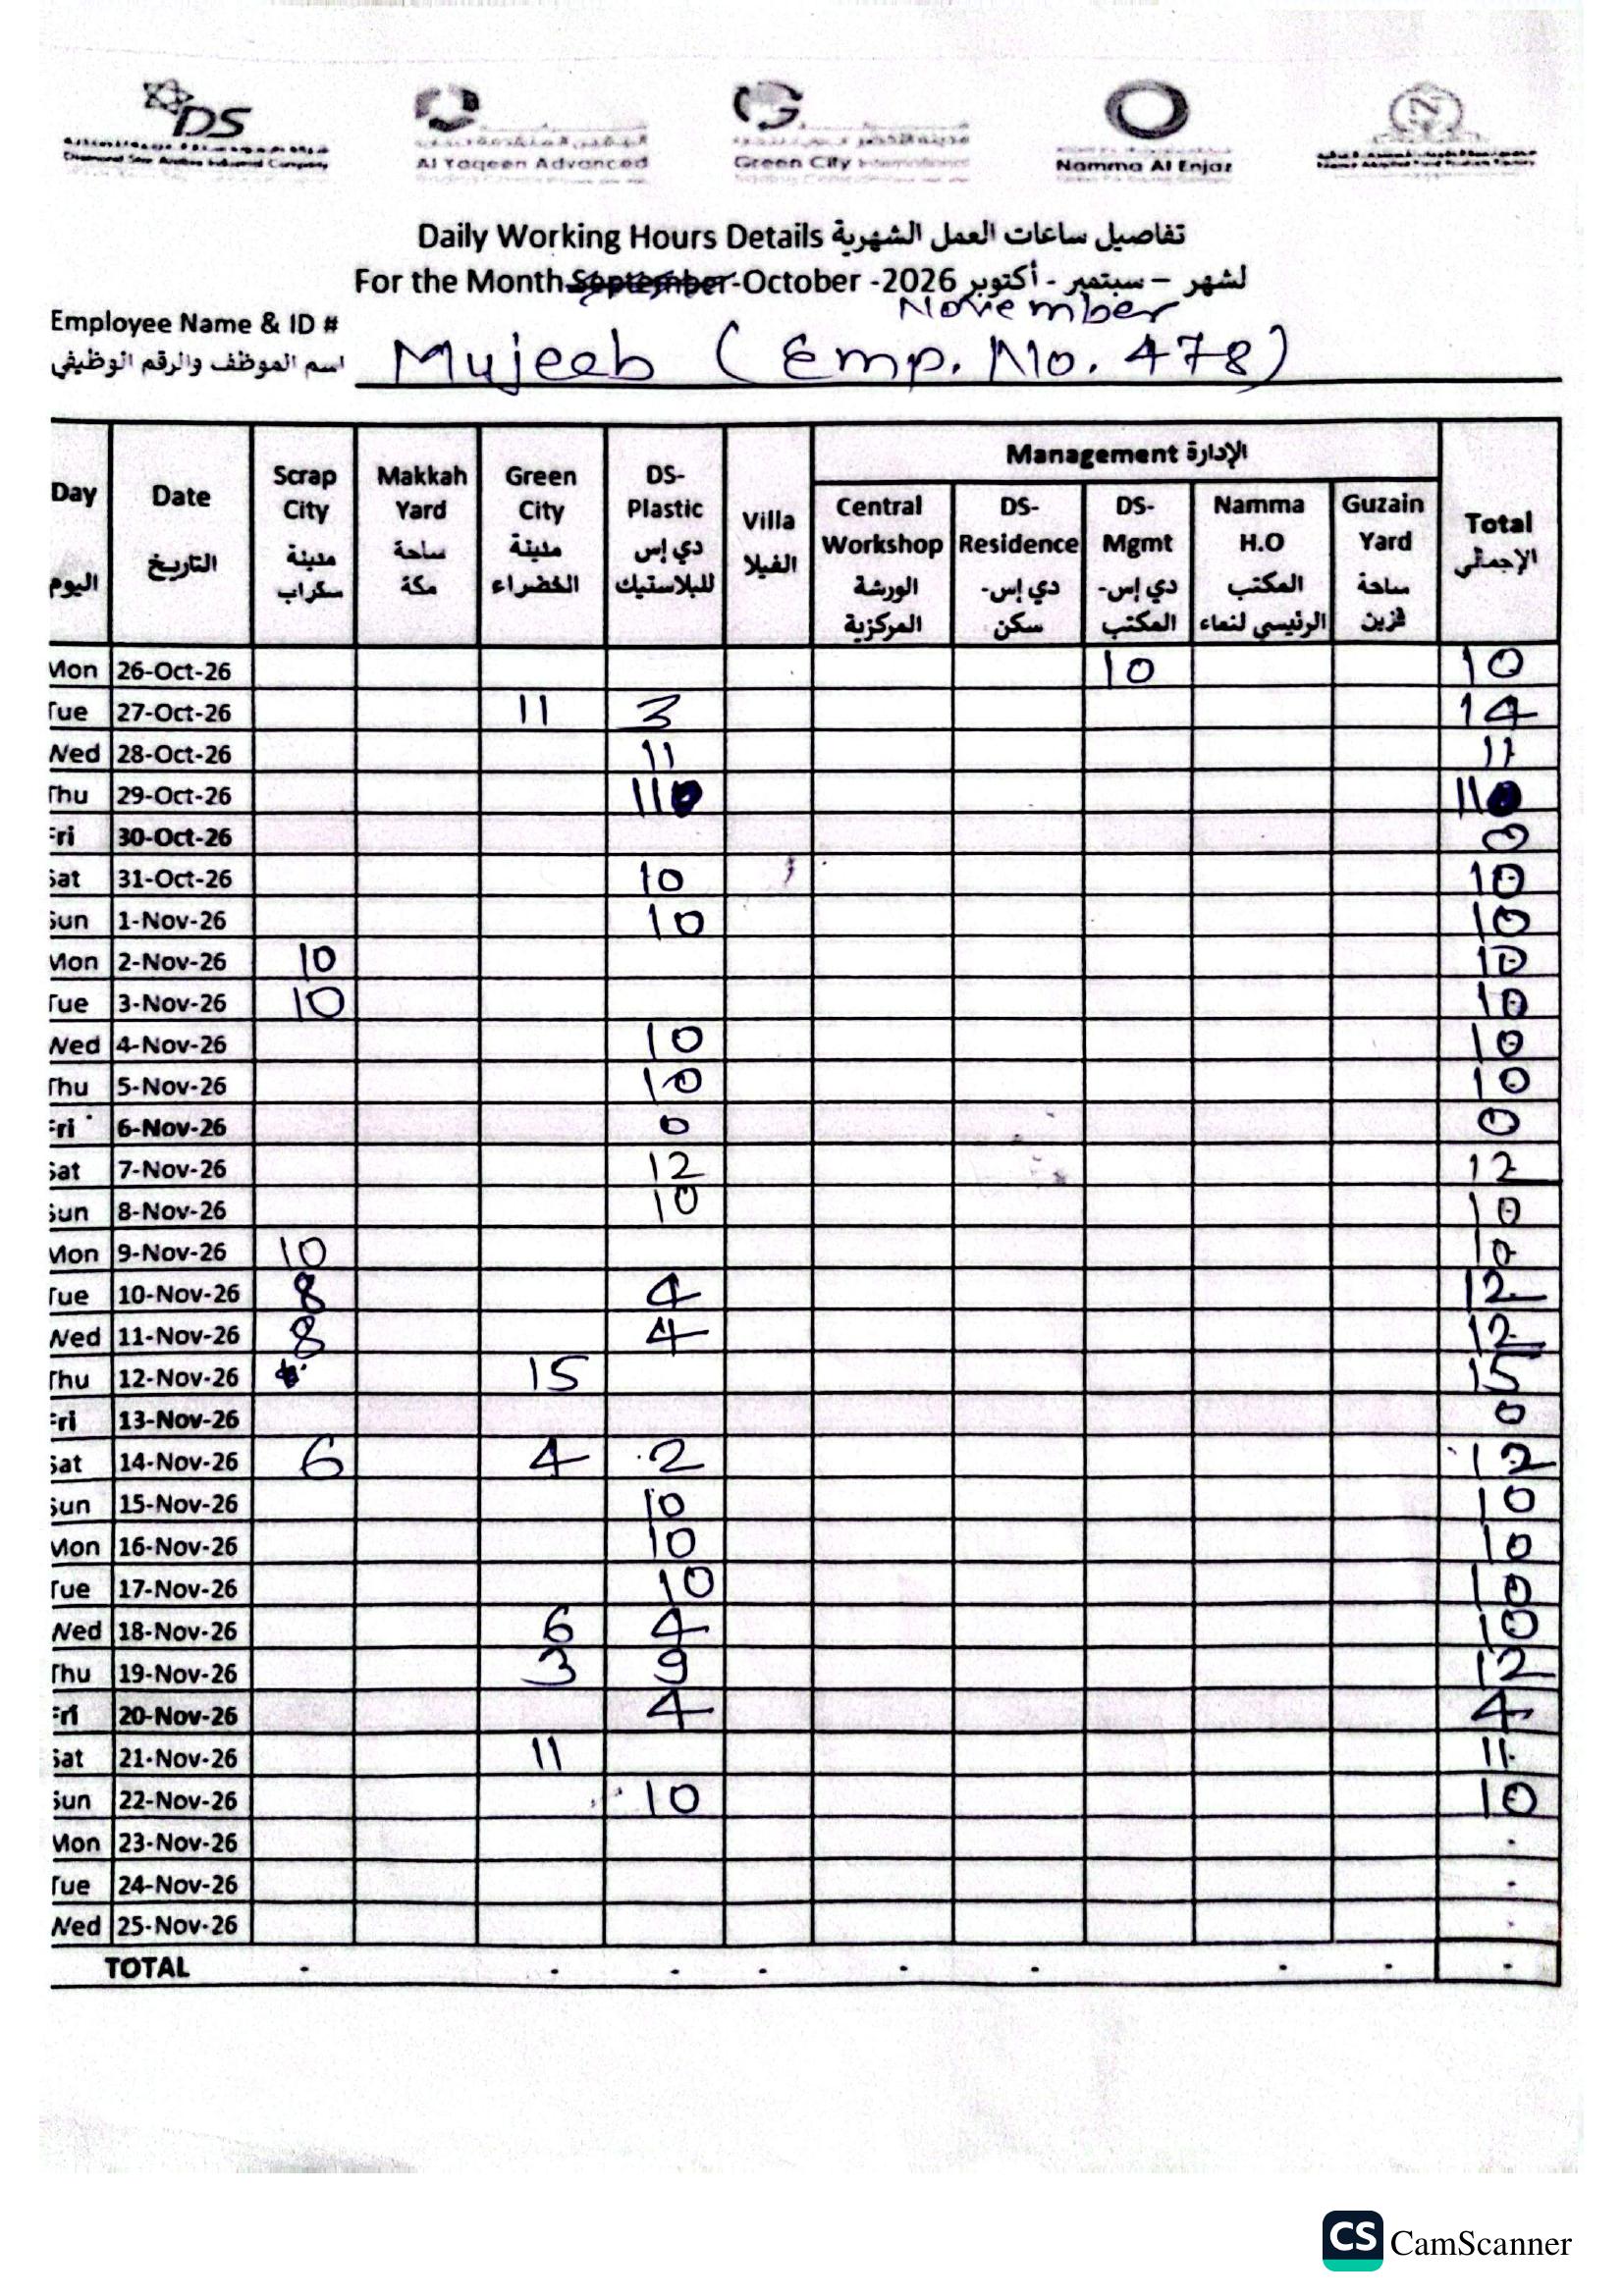 DS
Al Yaqeen Advanced
Green City International
Namma Al Enjaz
N
Daily Working Hours Details تفاصيل ساعات العمل الشهرية
For the Month-September-October -2026 لشهر – سبتمبر - أكتوبر
November
Employee Name & ID #
اسم الموظف والرقم الوظيفي
Mujeeb (Emp. No. 478)
Day اليوم Date التاريخ Scrap City مدينة سكراب Makkah Yard ساحة مكة Green City مدينة الخضراء DS-Plastic دي إس للبلاستيك Villa الفيلا Management الإدارة Central Workshop الورشة المركزية DS-Residence دي إس- سكن DS-Mgmt دي إس- المكتب Namma H.O المكتب الرئيسي لنماء Guzain Yard ساحة قزين Total الإجمالي
Mon 26-Oct-26 10 10
Tue 27-Oct-26 11 3 14
Wed 28-Oct-26 11 11
Thu 29-Oct-26 11 11
Fri 30-Oct-26 0
Sat 31-Oct-26 10 10
Sun 1-Nov-26 10 10
Mon 2-Nov-26 10 10
Tue 3-Nov-26 10 10
Wed 4-Nov-26 10 10
Thu 5-Nov-26 10 10
Fri 6-Nov-26 0 0
Sat 7-Nov-26 12 12
Sun 8-Nov-26 10 10
Mon 9-Nov-26 10 10
Tue 10-Nov-26 8 4 12
Wed 11-Nov-26 8 4 12
Thu 12-Nov-26 15 15
Fri 13-Nov-26 0
Sat 14-Nov-26 6 4 2 12
Sun 15-Nov-26 10 10
Mon 16-Nov-26 10 10
Tue 17-Nov-26 10 10
Wed 18-Nov-26 6 4 10
Thu 19-Nov-26 3 9 12
Fri 20-Nov-26 4 4
Sat 21-Nov-26 11 11
Sun 22-Nov-26 10 10
Mon 23-Nov-26 -
Tue 24-Nov-26 -
Wed 25-Nov-26 -
TOTAL - - - - - - - - -
CS CamScanner